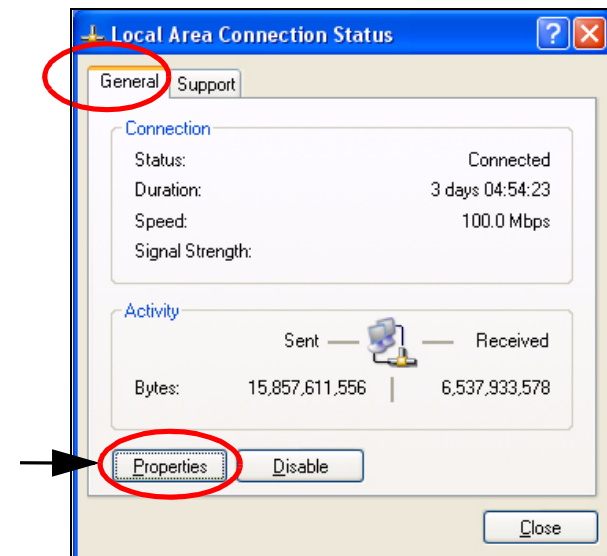 Local Area Connection Status
General Support
Connection
Status: Connected
Duration: 3 days 04:54:23
Speed: 100.0 Mbps
Signal Strength:
Activity
Sent — — Received
Bytes: 15,857,611,556 | 6,537,933,578
Properties Disable
Close